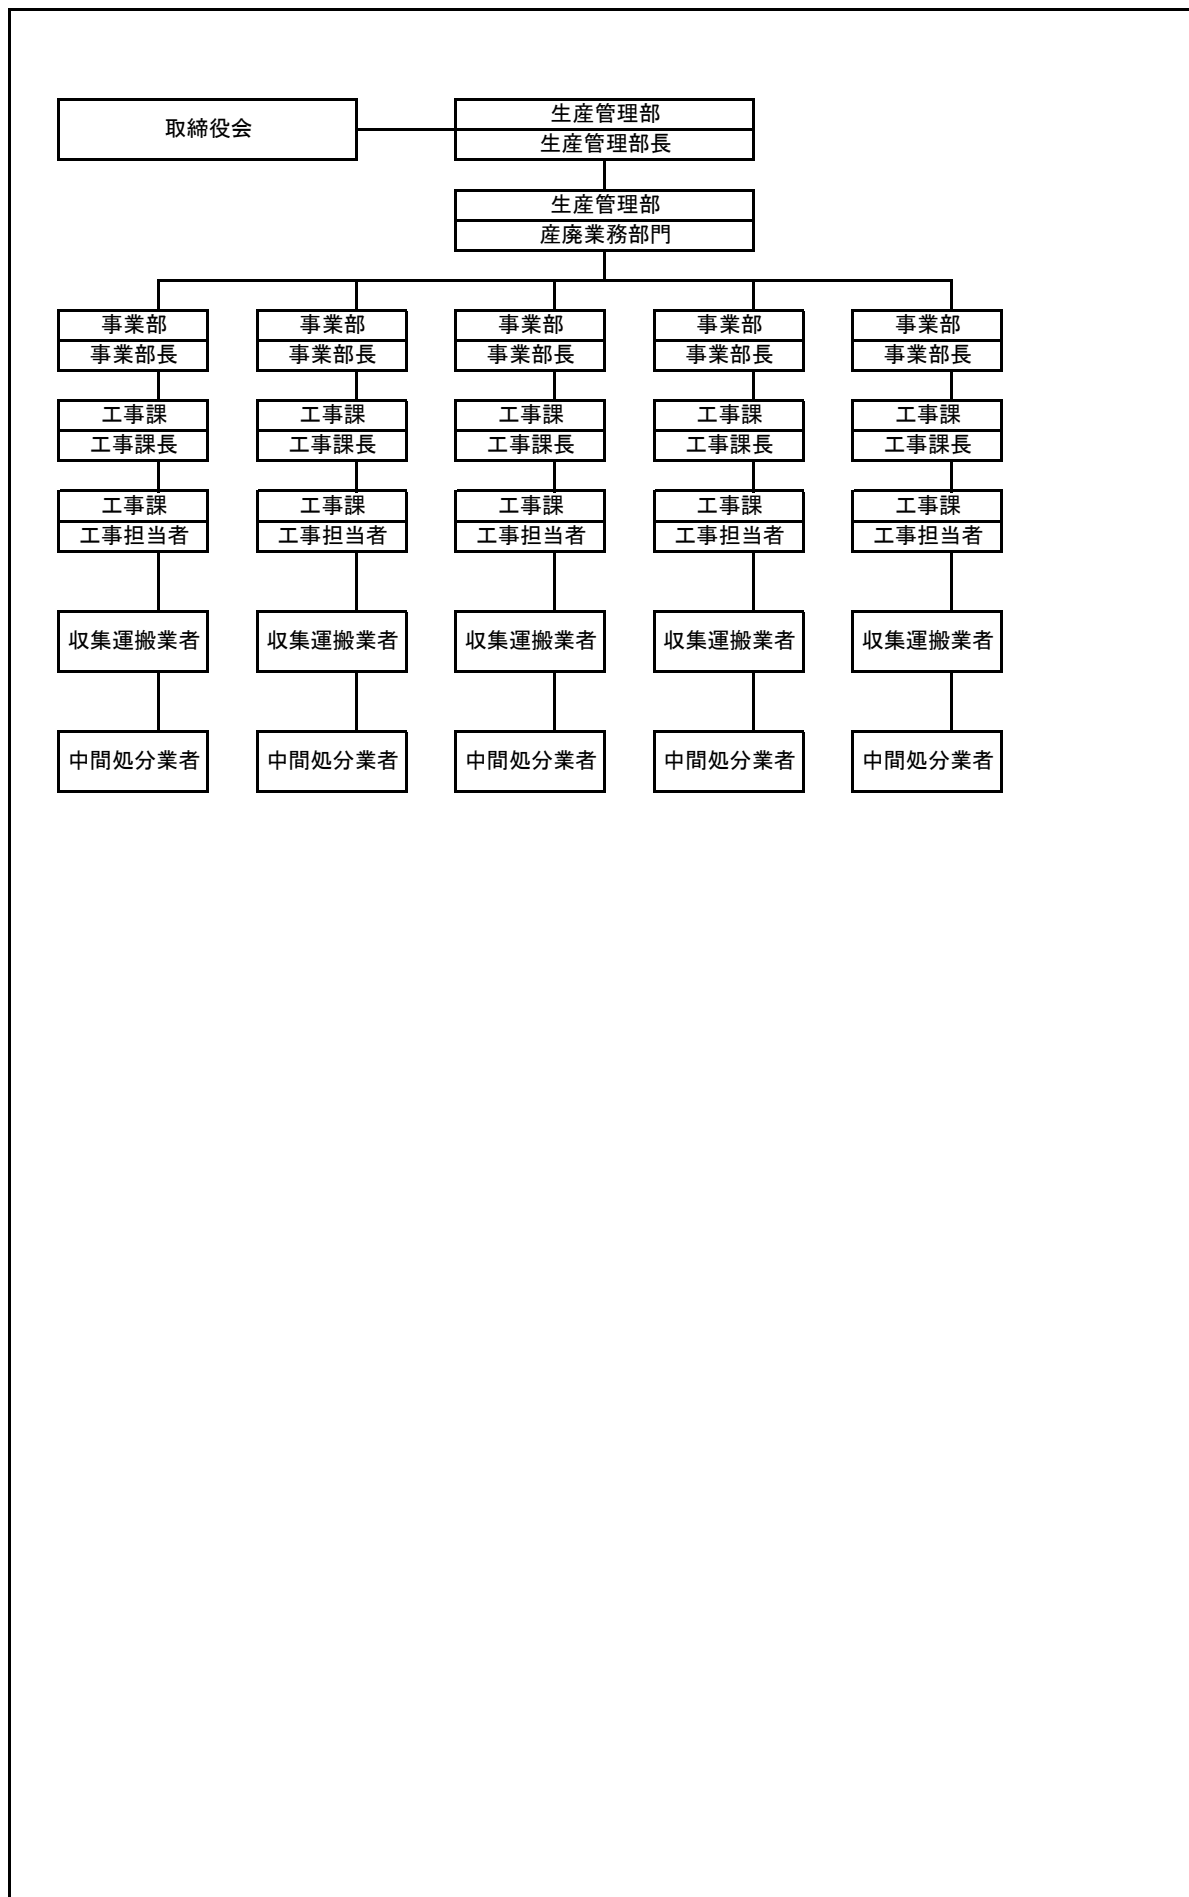 取締役会
生産管理部
生産管理部長
生産管理部
産廃業務部門
事業部 事業部 事業部 事業部 事業部
事業部長 事業部長 事業部長 事業部長 事業部長
工事課 工事課 工事課 工事課 工事課
工事課長 工事課長 工事課長 工事課長 工事課長
工事課 工事課 工事課 工事課 工事課
工事担当者 工事担当者 工事担当者 工事担当者 工事担当者
収集運搬業者 収集運搬業者 収集運搬業者 収集運搬業者 収集運搬業者
中間処分業者 中間処分業者 中間処分業者 中間処分業者 中間処分業者